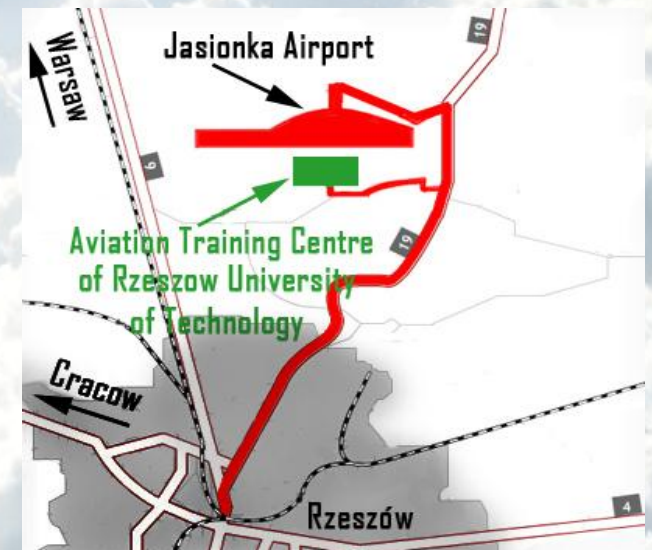 19
Jasionka Airport
Warsaw
9
Aviation Training Centre
of Rzeszow University
of Technology
19
Cracow
Rzeszów
4